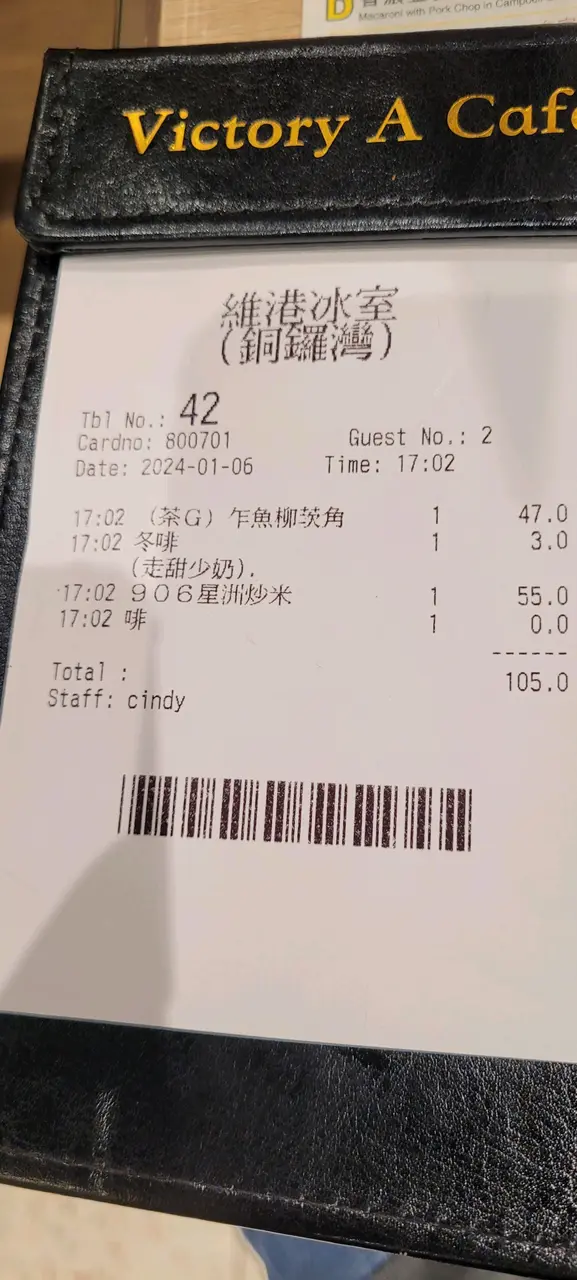 D
Macaroni with Pork Chop in
Victory A Café
維港冰室
(銅鑼灣)
Tbl No.: 42
Cardno: 800701 Guest No.: 2
Date: 2024-01-06 Time: 17:02
17:02 (茶G) 乍魚柳茨角 1 47.0
17:02 冬啡 1 3.0
(走甜少奶).
17:02 906星洲炒米 1 55.0
17:02 啡 1 0.0
------
Total : 105.0
Staff: cindy